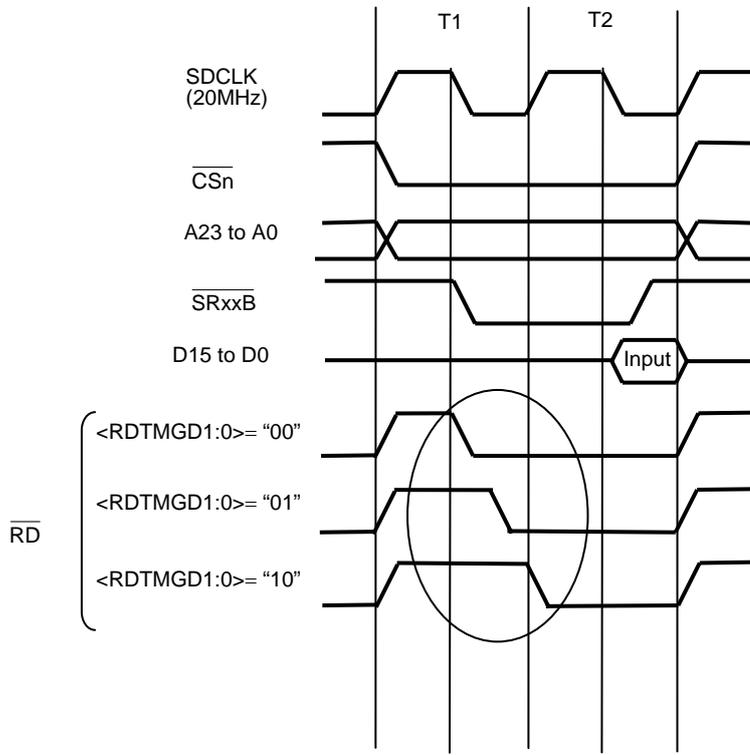 T1 T2
SDCLK
(20MHz)
CSn
A23 to A0
SRxxB
D15 to D0
Input
<RDTMGD1:0>= “00”
<RDTMGD1:0>= “01”
RD
<RDTMGD1:0>= “10”